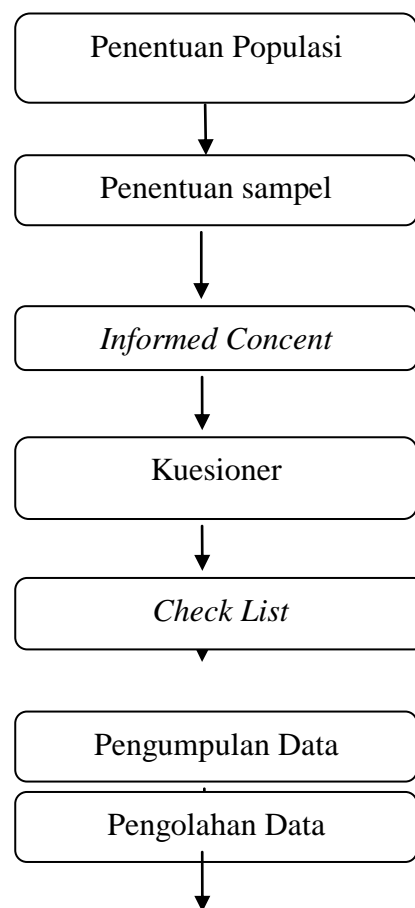 Penentuan Populasi
Penentuan sampel
Informed Concent
Kuesioner
Check List
Pengumpulan Data
Pengolahan Data